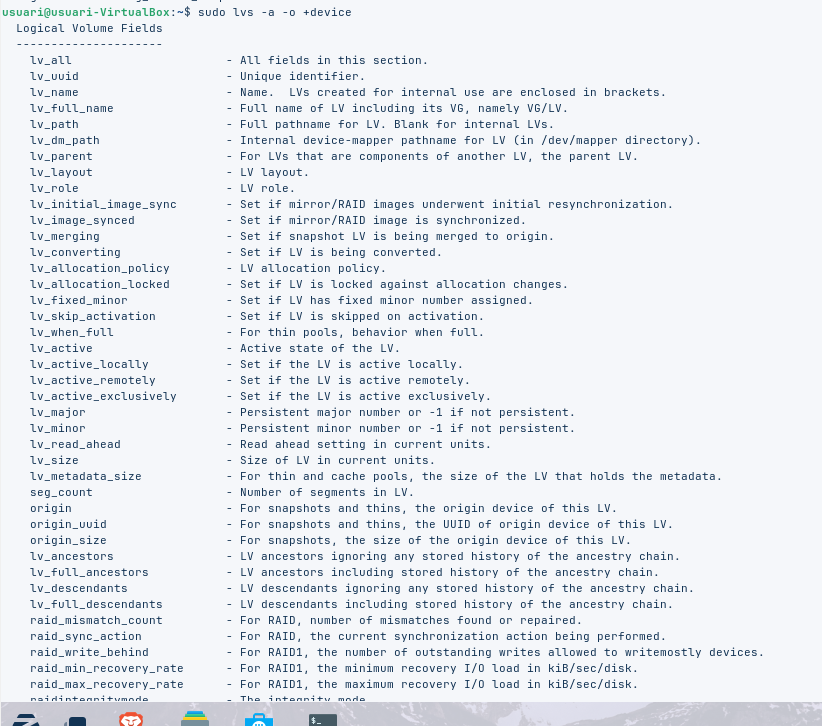 usuari@usuari-VirtualBox:~$ sudo lvs -a -o +device
Logical Volume Fields
---------------------
lv_all - All fields in this section.
lv_uuid - Unique identifier.
lv_name - Name.  LVs created for internal use are enclosed in brackets.
lv_full_name - Full name of LV including its VG, namely VG/LV.
lv_path - Full pathname for LV. Blank for internal LVs.
lv_dm_path - Internal device-mapper pathname for LV (in /dev/mapper directory).
lv_parent - For LVs that are components of another LV, the parent LV.
lv_layout - LV layout.
lv_role - LV role.
lv_initial_image_sync - Set if mirror/RAID images underwent initial resynchronization.
lv_image_synced - Set if mirror/RAID image is synchronized.
lv_merging - Set if snapshot LV is being merged to origin.
lv_converting - Set if LV is being converted.
lv_allocation_policy - LV allocation policy.
lv_allocation_locked - Set if LV is locked against allocation changes.
lv_fixed_minor - Set if LV has fixed minor number assigned.
lv_skip_activation - Set if LV is skipped on activation.
lv_when_full - For thin pools, behavior when full.
lv_active - Active state of the LV.
lv_active_locally - Set if the LV is active locally.
lv_active_remotely - Set if the LV is active remotely.
lv_active_exclusively - Set if the LV is active exclusively.
lv_major - Persistent major number or -1 if not persistent.
lv_minor - Persistent minor number or -1 if not persistent.
lv_read_ahead - Read ahead setting in current units.
lv_size - Size of LV in current units.
lv_metadata_size - For thin and cache pools, the size of the LV that holds the metadata.
seg_count - Number of segments in LV.
origin - For snapshots and thins, the origin device of this LV.
origin_uuid - For snapshots and thins, the UUID of origin device of this LV.
origin_size - For snapshots, the size of the origin device of this LV.
lv_ancestors - LV ancestors ignoring any stored history of the ancestry chain.
lv_full_ancestors - LV ancestors including stored history of the ancestry chain.
lv_descendants - LV descendants ignoring any stored history of the ancestry chain.
lv_full_descendants - LV descendants including stored history of the ancestry chain.
raid_mismatch_count - For RAID, number of mismatches found or repaired.
raid_sync_action - For RAID, the current synchronization action being performed.
raid_write_behind - For RAID1, the number of outstanding writes allowed to writemostly devices.
raid_min_recovery_rate - For RAID1, the minimum recovery I/O load in kiB/sec/disk.
raid_max_recovery_rate - For RAID1, the maximum recovery I/O load in kiB/sec/disk.
raidintegritymode - The integrity mode
$_